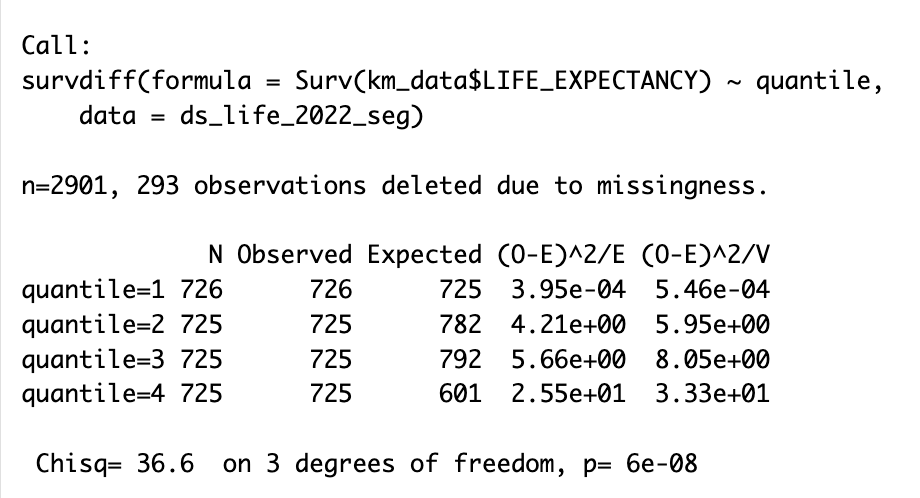 Call:
survdiff(formula = Surv(km_data$LIFE_EXPECTANCY) ~ quantile,
    data = ds_life_2022_seg)

n=2901, 293 observations deleted due to missingness.

             N Observed Expected (O-E)^2/E (O-E)^2/V
quantile=1 726      726      725  3.95e-04  5.46e-04
quantile=2 725      725      782  4.21e+00  5.95e+00
quantile=3 725      725      792  5.66e+00  8.05e+00
quantile=4 725      725      601  2.55e+01  3.33e+01

 Chisq= 36.6  on 3 degrees of freedom, p= 6e-08